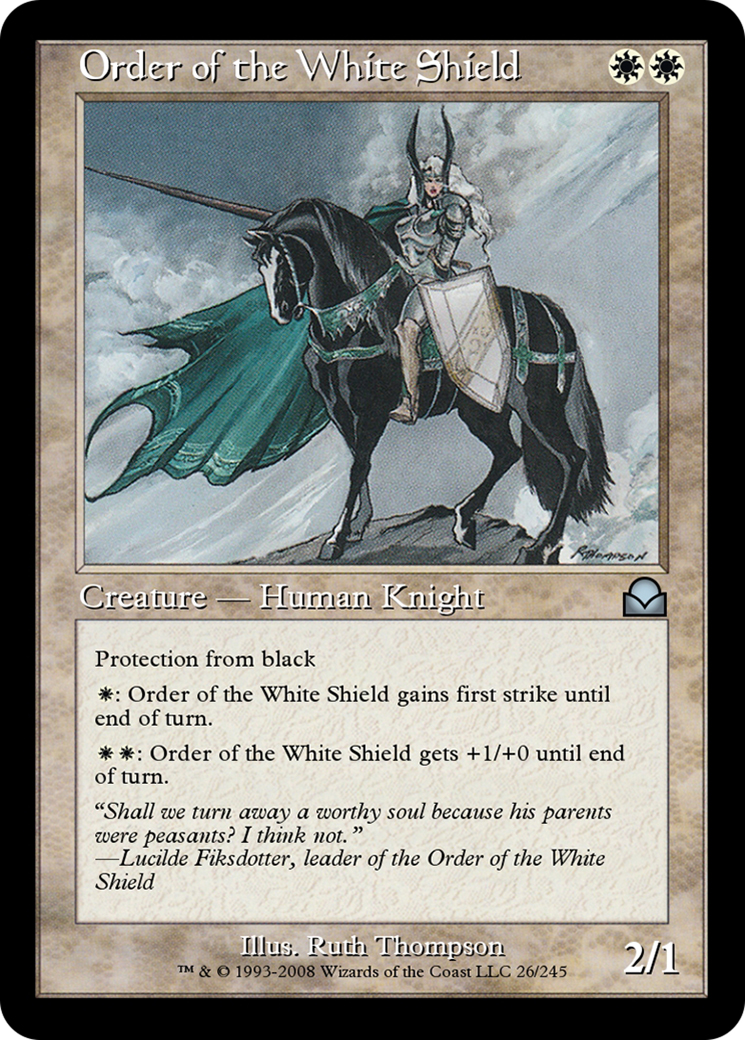 Order of the White Shield
R. THOMPSON
Creature — Human Knight
Protection from black
: Order of the White Shield gains first strike until
end of turn.
: Order of the White Shield gets +1/+0 until end
of turn.
“Shall we turn away a worthy soul because his parents
were peasants? I think not.”
—Lucilde Fiksdotter, leader of the Order of the White
Shield
Illus. Ruth Thompson
™ & © 1993-2008 Wizards of the Coast LLC 26/245
2/1